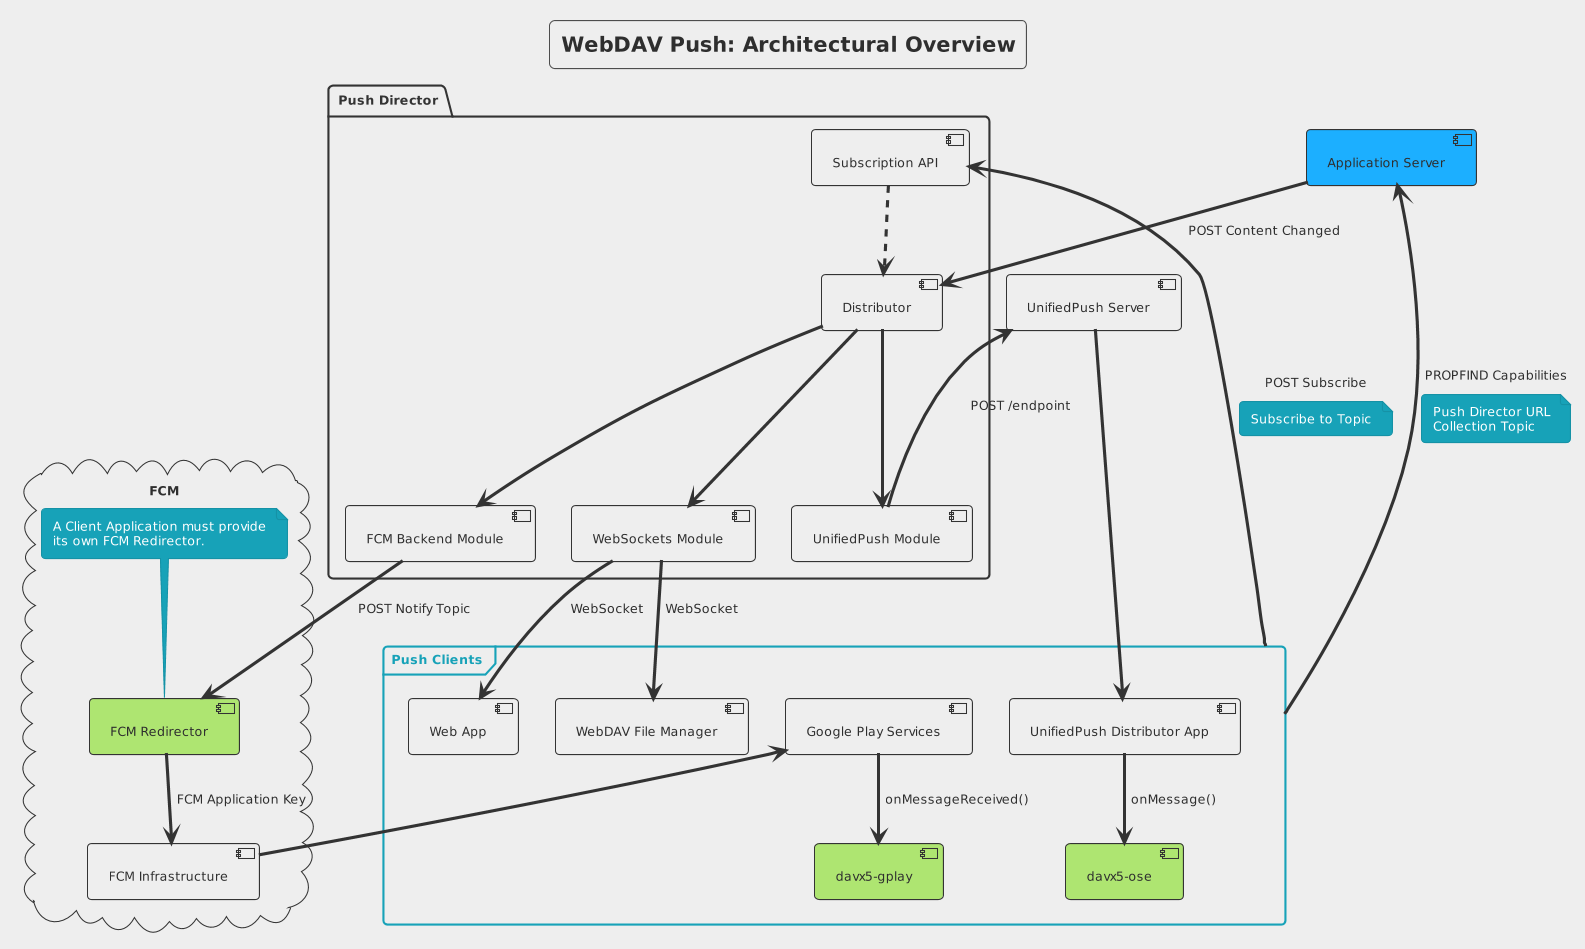 WebDAV Push: Architectural Overview
Push Director
Subscription API
Application Server
POST Content Changed
Distributor
UnifiedPush Server
POST Subscribe
Subscribe to Topic
PROPFIND Capabilities
Push Director URL
Collection Topic
POST /endpoint
FCM
A Client Application must provide
its own FCM Redirector.
FCM Backend Module
WebSockets Module
UnifiedPush Module
POST Notify Topic
WebSocket
WebSocket
Push Clients
FCM Redirector
Web App
WebDAV File Manager
Google Play Services
UnifiedPush Distributor App
FCM Application Key
onMessageReceived()
onMessage()
FCM Infrastructure
davx5-gplay
davx5-ose